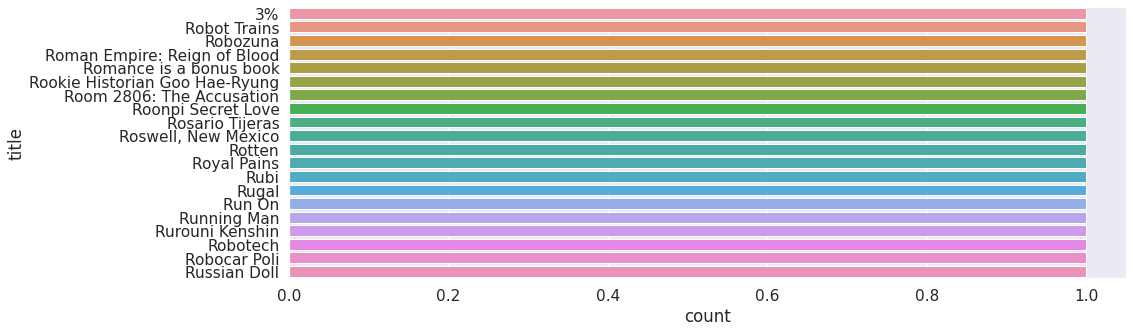 3%
Robot Trains
Robozuna
Roman Empire: Reign of Blood
Romance is a bonus book
Rookie Historian Goo Hae-Ryung
Room 2806: The Accusation
Roonpi Secret Love
Rosario Tijeras
Roswell, New Mexico
Rotten
Royal Pains
Rubi
Rugal
Run On
Running Man
Rurouni Kenshin
Robotech
Robocar Poli
Russian Doll
title
0.0 0.2 0.4 0.6 0.8 1.0
count